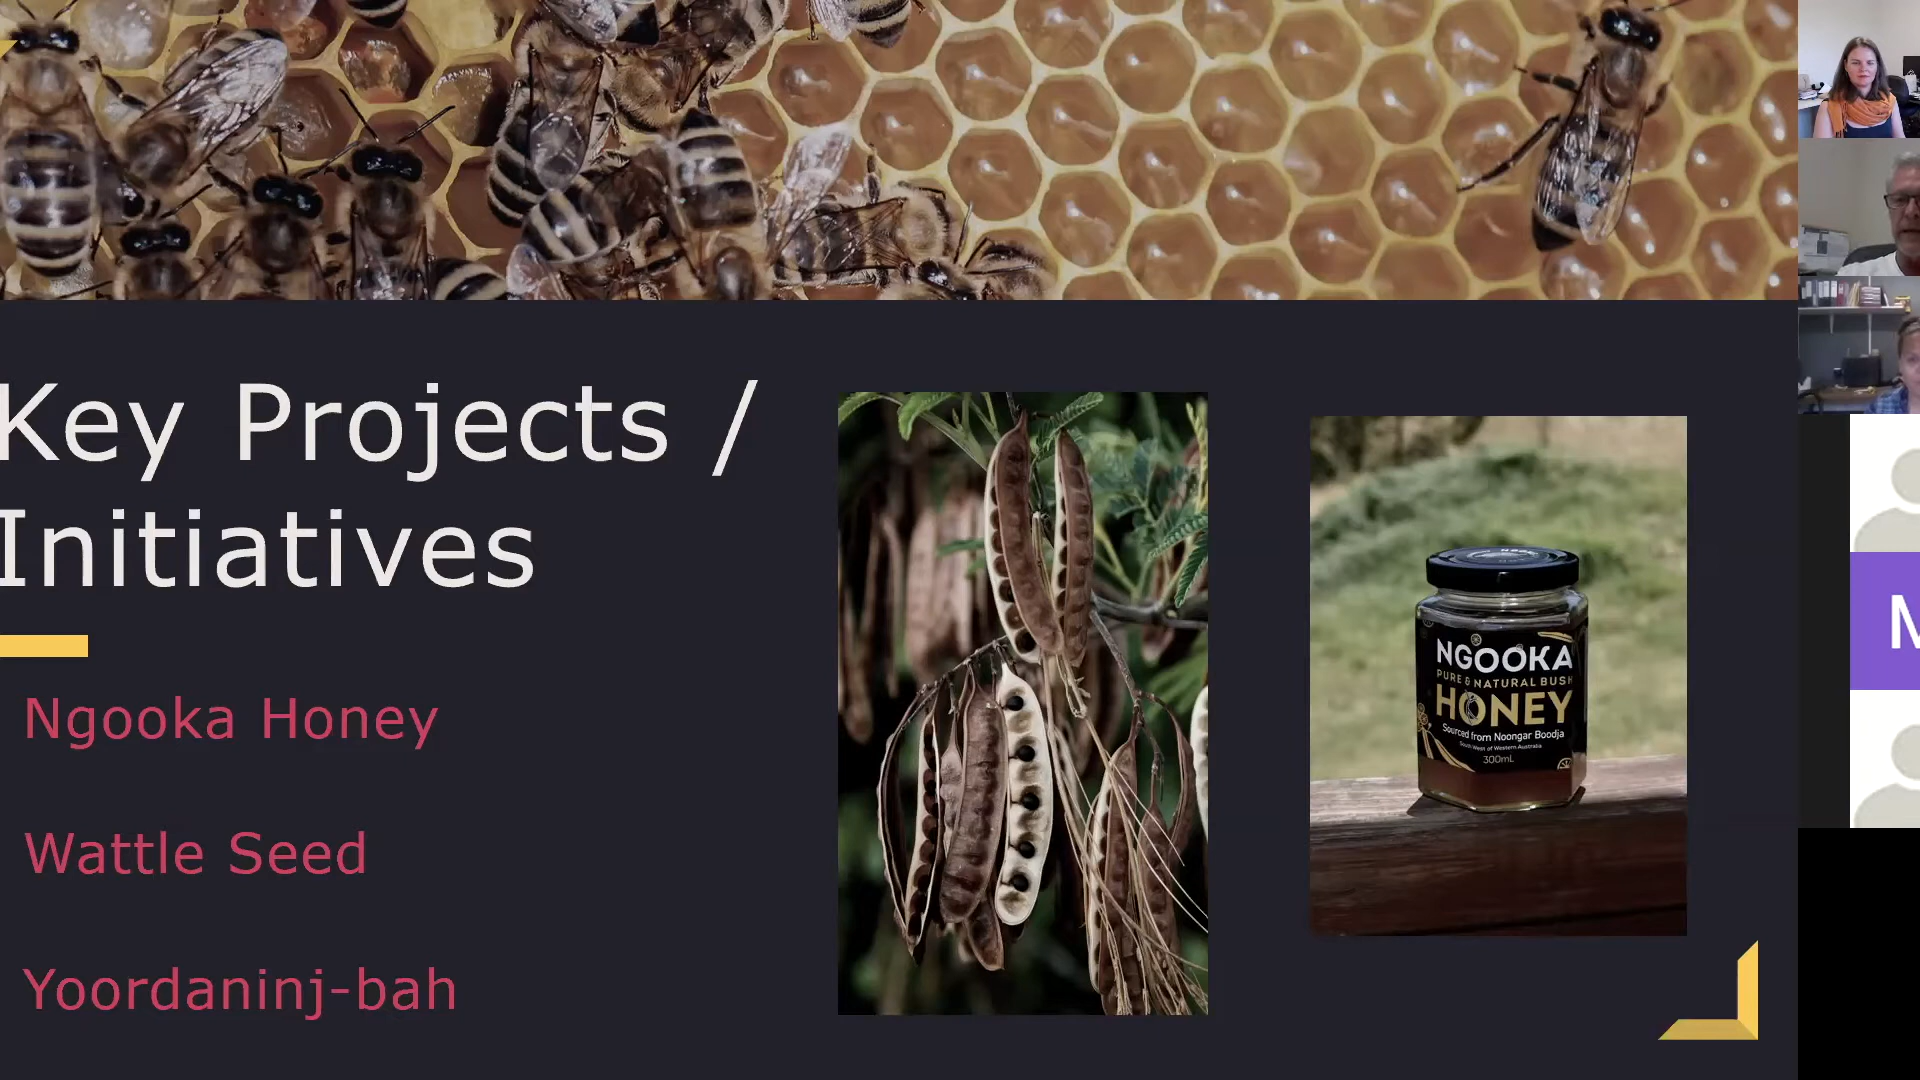 Key Projects /
Initiatives
Ngooka Honey
Wattle Seed
Yoordaninj-bah
NGOOKA
PURE & NATURAL BUSH
HONEY
Sourced from Noongar Boodja
South West of Western Australia
300mL
M